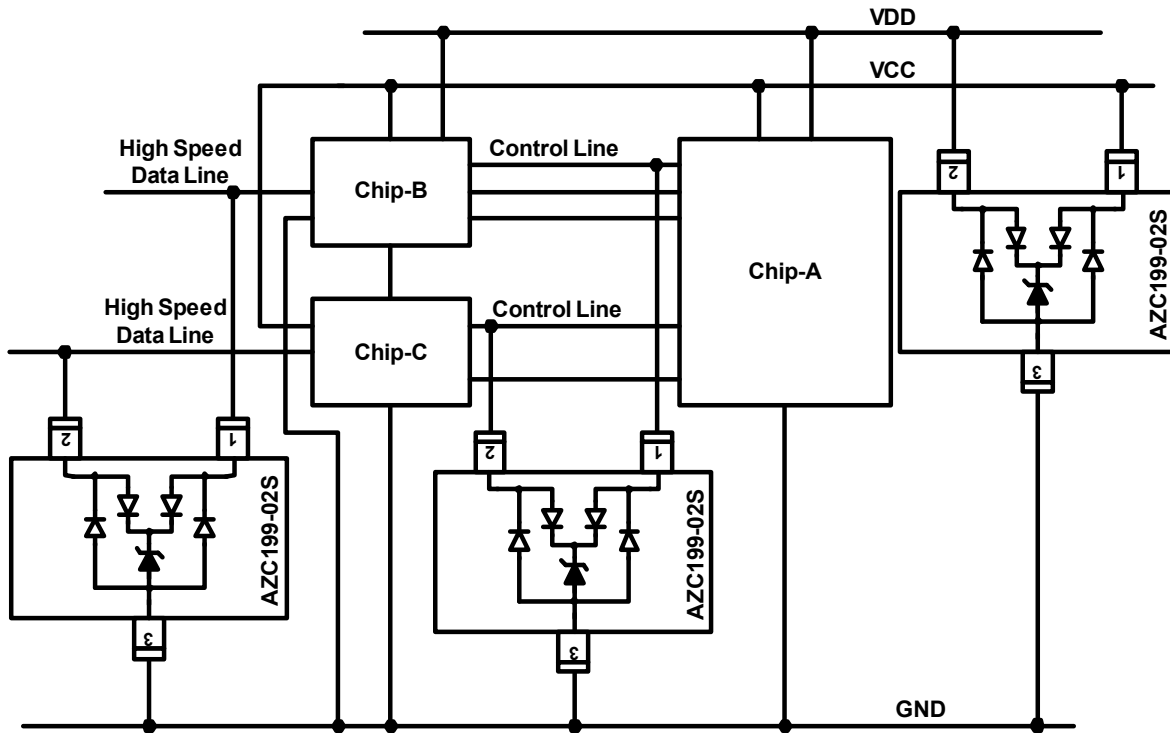 VDD
VCC
High Speed
Data Line
Control Line
Chip-B
2
1
AZC199-02S
Chip-A
High Speed
Data Line
Control Line
Chip-C
3
2
1
AZC199-02S
2
1
AZC199-02S
3
3
GND